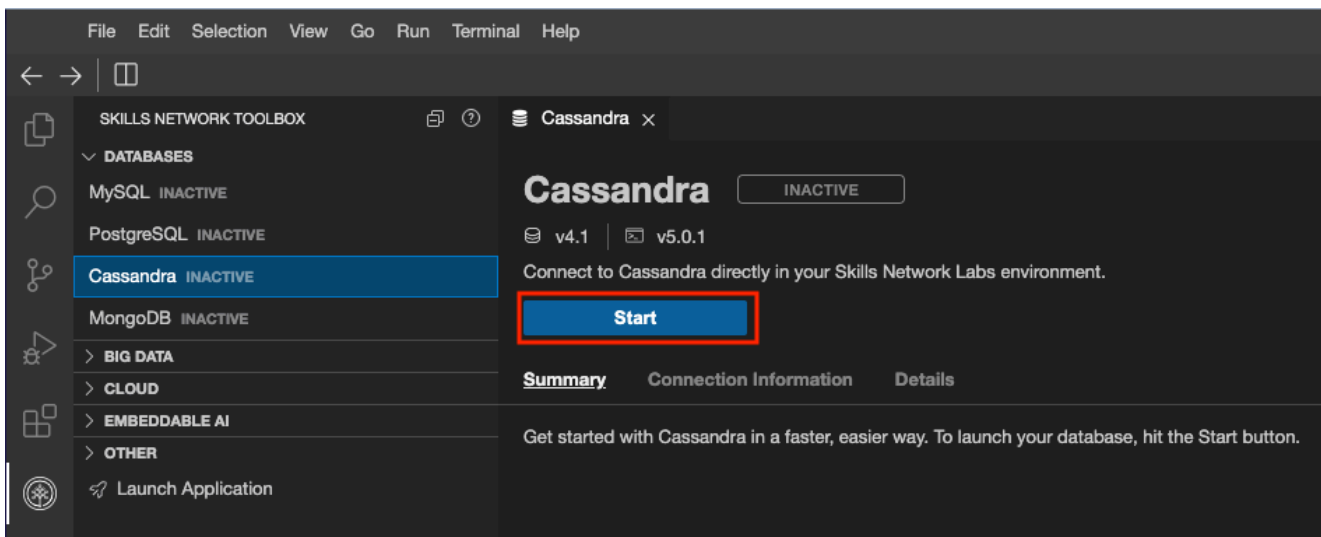 File Edit Selection View Go Run Terminal Help
SKILLS NETWORK TOOLBOX
DATABASES
MySQL INACTIVE
PostgreSQL INACTIVE
Cassandra INACTIVE
MongoDB INACTIVE
BIG DATA
CLOUD
EMBEDDABLE AI
OTHER
Launch Application
Cassandra
Cassandra INACTIVE
v4.1 v5.0.1
Connect to Cassandra directly in your Skills Network Labs environment.
Start
Summary Connection Information Details
Get started with Cassandra in a faster, easier way. To launch your database, hit the Start button.